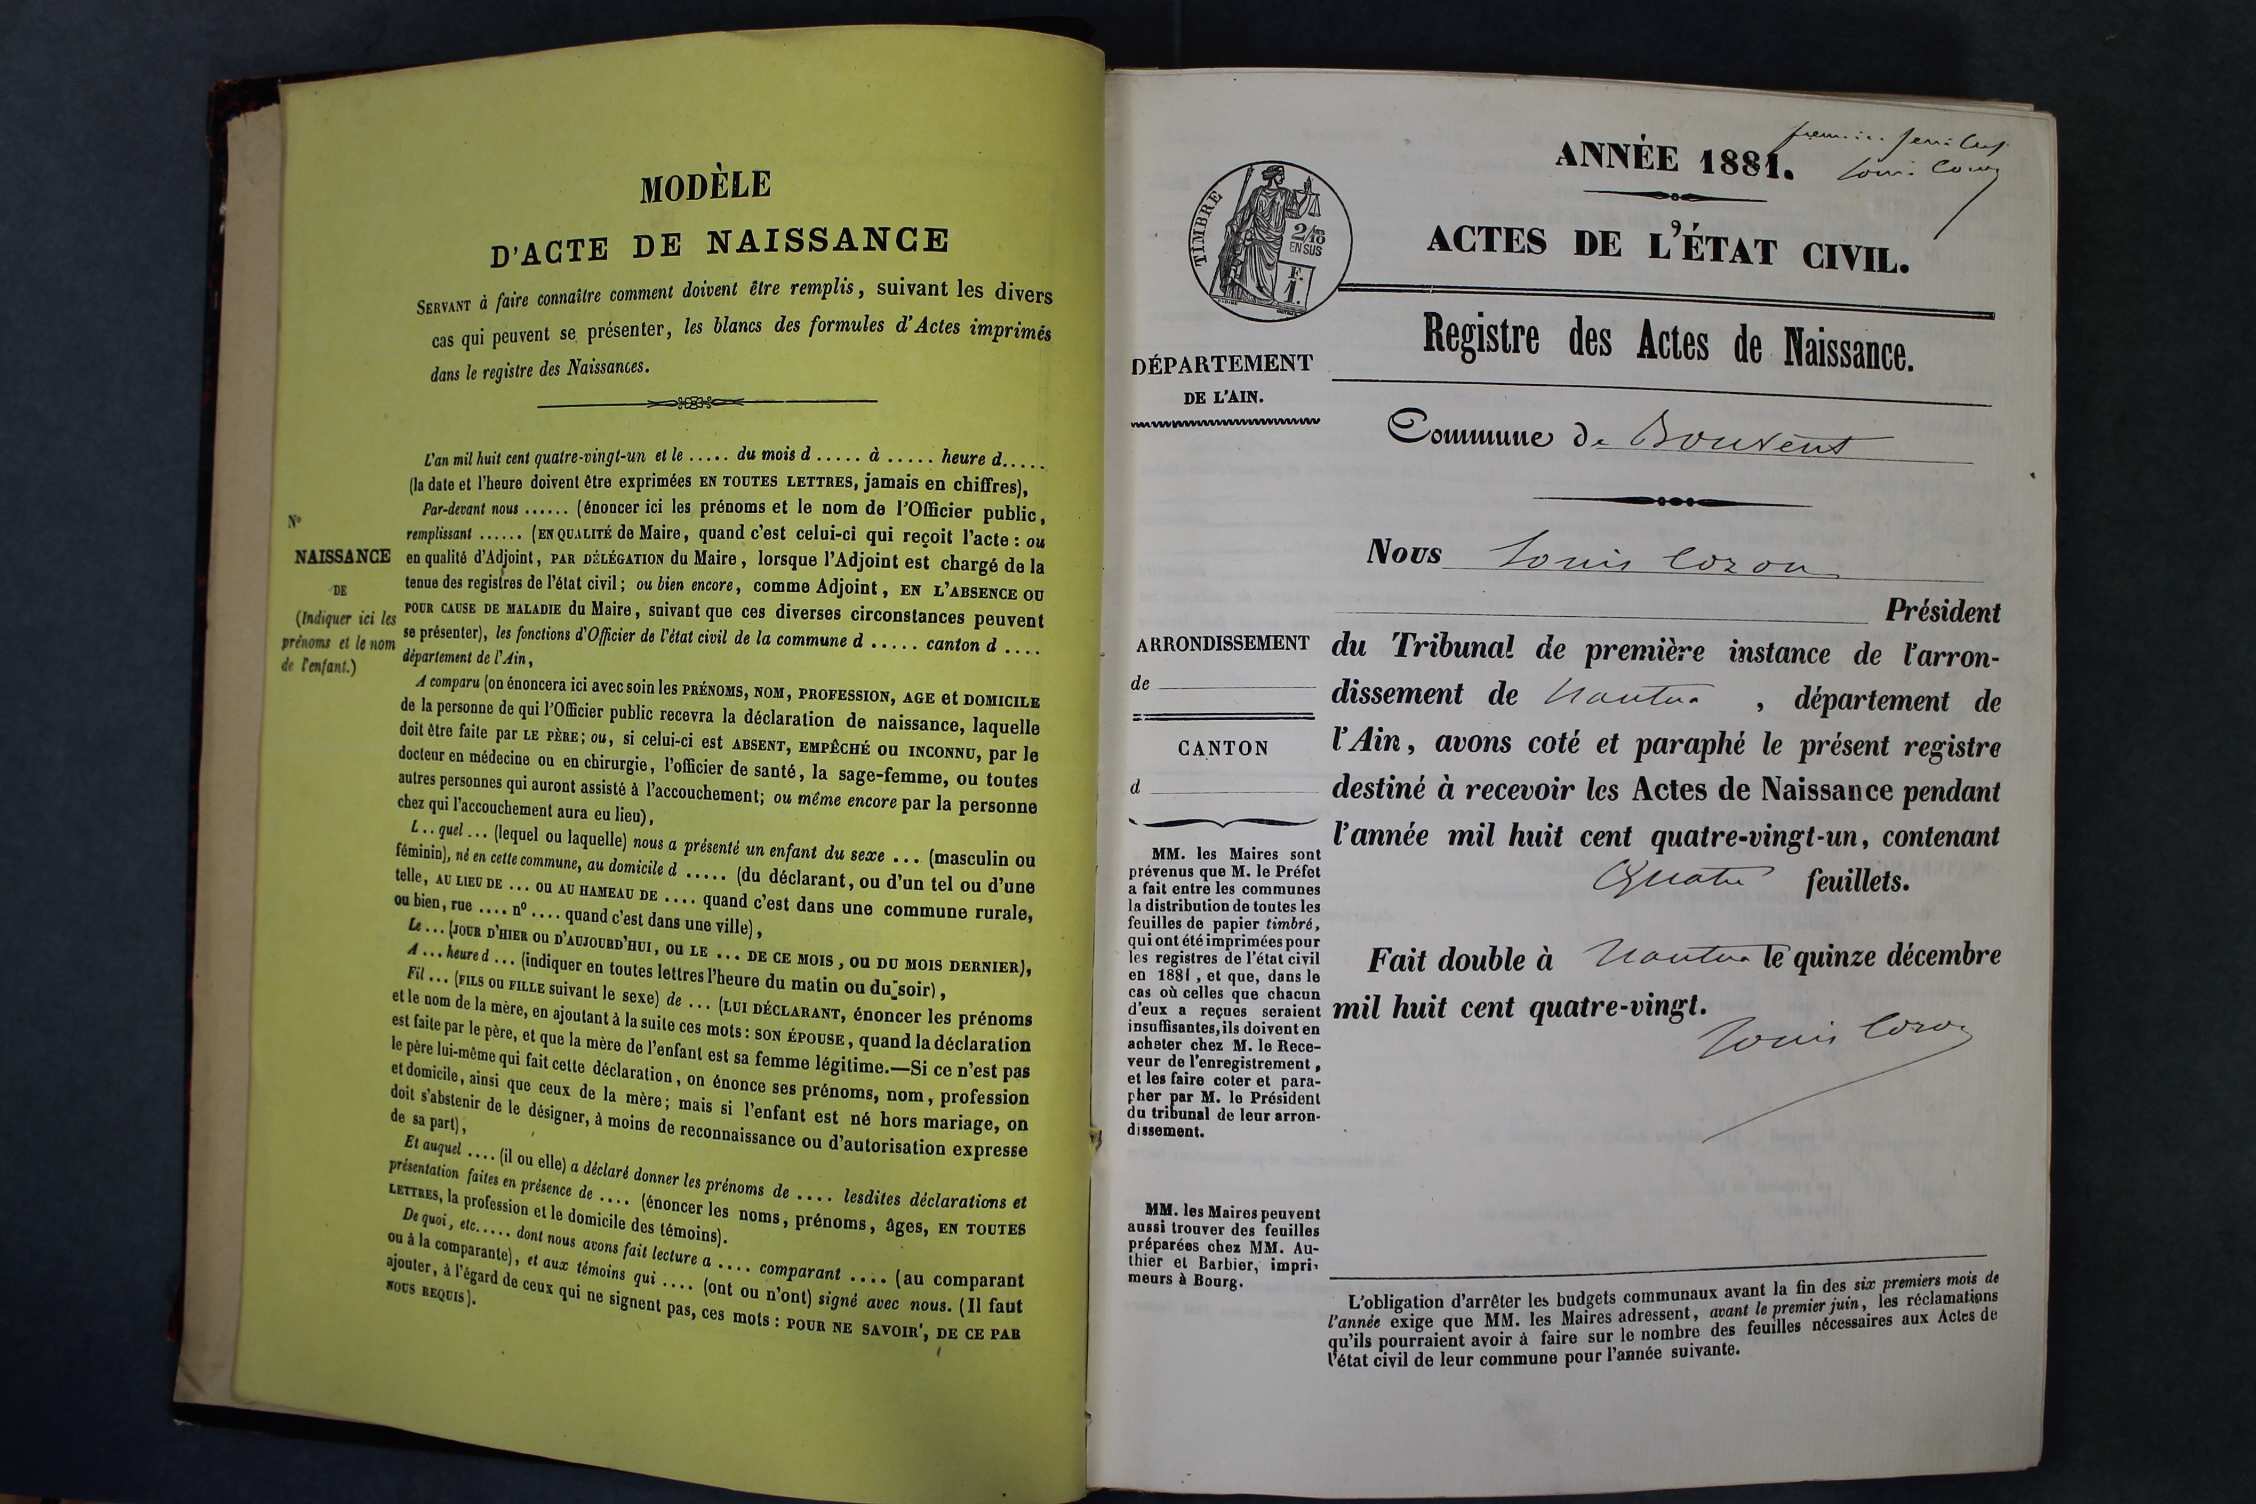 MODÈLE
D'ACTE DE NAISSANCE
SERVANT à faire connaître comment doivent être remplis, suivant les divers
cas qui peuvent se présenter, les blancs des formules d'Actes imprimés
dans le registre des Naissances.
L'an mil huit cent quatre-vingt-un et le ..... du mois d ..... à ..... heure d.....
(la date et l'heure doivent être exprimées EN TOUTES LETTRES, jamais en chiffres),
Par-devant nous ...... (énoncer ici les prénoms et le nom de l'Officier public,
remplissant ...... (EN QUALITÉ de Maire, quand c'est celui-ci qui reçoit l'acte : ou
en qualité d'Adjoint, PAR DÉLÉGATION du Maire, lorsque l'Adjoint est chargé de la
tenue des registres de l'état civil; ou bien encore, comme Adjoint, EN L'ABSENCE OU
POUR CAUSE DE MALADIE du Maire, suivant que ces diverses circonstances peuvent
se présenter), les fonctions d'Officier de l'état civil de la commune d ..... canton d ....
département de l'Ain,
N°
NAISSANCE
DE
(Indiquer ici les
prénoms et le nom
de l'enfant.)
A comparu (on énoncera ici avec soin les PRÉNOMS, NOM, PROFESSION, AGE et DOMICILE
de la personne de qui l'Officier public recevra la déclaration de naissance, laquelle
doit être faite par LE PÈRE; ou, si celui-ci est ABSENT, EMPÊCHÉ OU INCONNU, par le
docteur en médecine ou en chirurgie, l'officier de santé, la sage-femme, ou toutes
autres personnes qui auront assisté à l'accouchement; ou même encore par la personne
chez qui l'accouchement aura eu lieu),
L..quel... (lequel ou laquelle) nous a présenté un enfant du sexe ... (masculin ou
féminin), né en cette commune, au domicile d ..... (du déclarant, ou d'un tel ou d'une
telle, AU LIEU DE ... OU AU HAMEAU DE .... quand c'est dans une commune rurale,
ou bien, rue .... n° .... quand c'est dans une ville),
Le... (JOUR D'HIER OU D'AUJOURD'HUI, OU LE ... DE CE MOIS, OU DU MOIS DERNIER),
A...heure d ... (indiquer en toutes lettres l'heure du matin ou du soir),
Fil... (FILS OU FILLE suivant le sexe) de ... (LUI DÉCLARANT, énoncer les prénoms
et le nom de la mère, en ajoutant à la suite ces mots : SON ÉPOUSE, quand la déclaration
est faite par le père, et que la mère de l'enfant est sa femme légitime.—Si ce n'est pas
le père lui-même qui fait cette déclaration, on énonce ses prénoms, nom, profession
et domicile, ainsi que ceux de la mère; mais si l'enfant est né hors mariage, on
doit s'abstenir de le désigner, à moins de reconnaissance ou d'autorisation expresse
de sa part),
Et auquel .... (il ou elle) a déclaré donner les prénoms de .... lesdites déclarations et
présentation faites en présence de .... (énoncer les noms, prénoms, âges, EN TOUTES
LETTRES, la profession et le domicile des témoins).
De quoi, etc..... dont nous avons fait lecture a .... comparant .... (au comparant
ou à la comparante), et aux témoins qui .... (ont ou n'ont) signé avec nous. (Il faut
ajouter, à l'égard de ceux qui ne signent pas, ces mots : POUR NE SAVOIR, DE CE PAR
NOUS REQUIS).
ANNÉE 1881.
Louis Cozon
ACTES DE L'ÉTAT CIVIL.
TIMBRE
2/10
EN SUS
F.
1.
Registre des Actes de Naissance.
DÉPARTEMENT
DE L'AIN.
Commune de Bouvent
Nous Louis Cozon
Président
du Tribunal de première instance de l'arron-
dissement de Nantua, département de
l'Ain, avons coté et paraphé le présent registre
destiné à recevoir les Actes de Naissance pendant
l'année mil huit cent quatre-vingt-un, contenant
Quatre feuillets.
Fait double à Nantua le quinze décembre
mil huit cent quatre-vingt.
Louis Cozon
ARRONDISSEMENT
de
CANTON
d
MM. les Maires sont
prévenus que M. le Préfet
a fait entre les communes
la distribution de toutes les
feuilles de papier timbré,
qui ont été imprimées pour
les registres de l'état civil
en 1881, et que, dans le
cas où celles que chacun
d'eux a reçues seraient
insuffisantes, ils doivent en
acheter chez M. le Rece-
veur de l'enregistrement,
et les faire coter et para-
pher par M. le Président
du tribunal de leur arron-
dissement.
MM. les Maires peuvent
aussi trouver des feuilles
préparées chez MM. Au-
thier et Barbier, impri-
meurs à Bourg.
L'obligation d'arrêter les budgets communaux avant la fin des six premiers mois de
l'année exige que MM. les Maires adressent, avant le premier juin, les réclamations
qu'ils pourraient avoir à faire sur le nombre des feuilles nécessaires aux Actes de
l'état civil de leur commune pour l'année suivante.